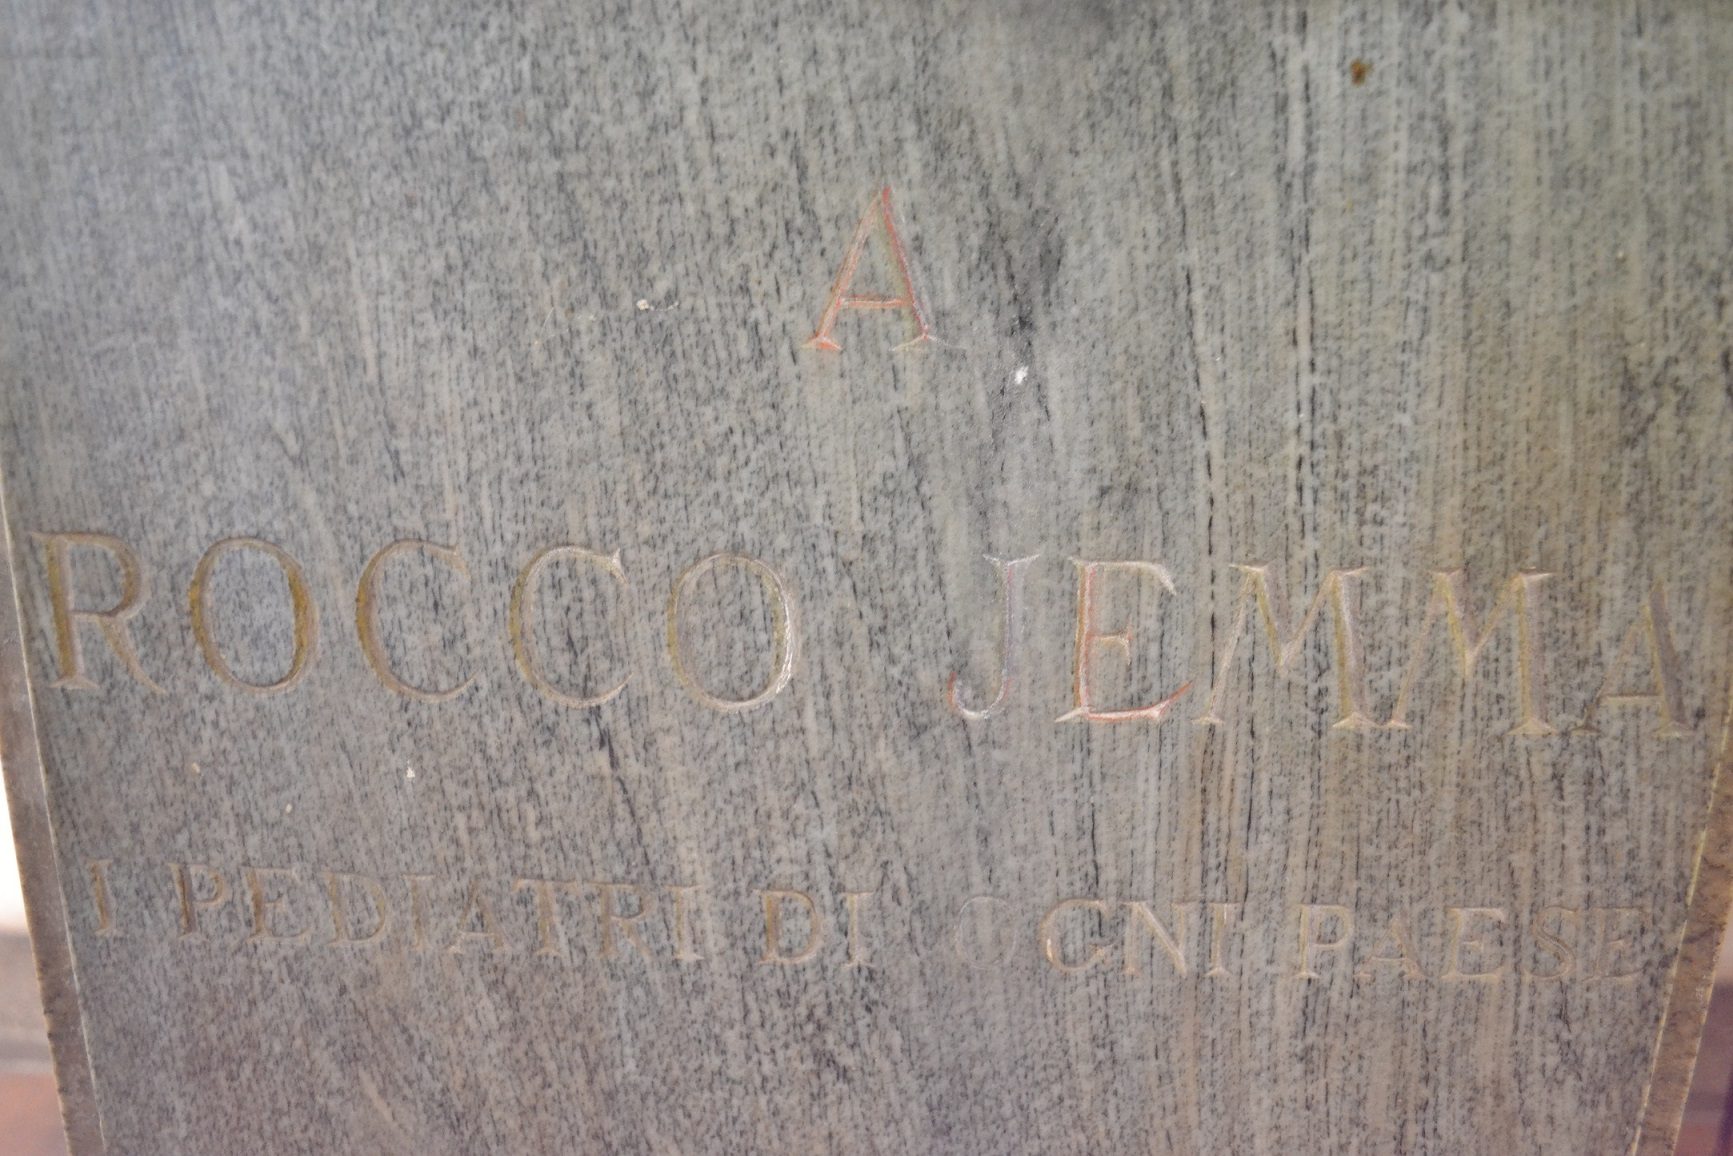 A
ROCCO JEMMA
I PEDIATRI DI OGNI PAESE